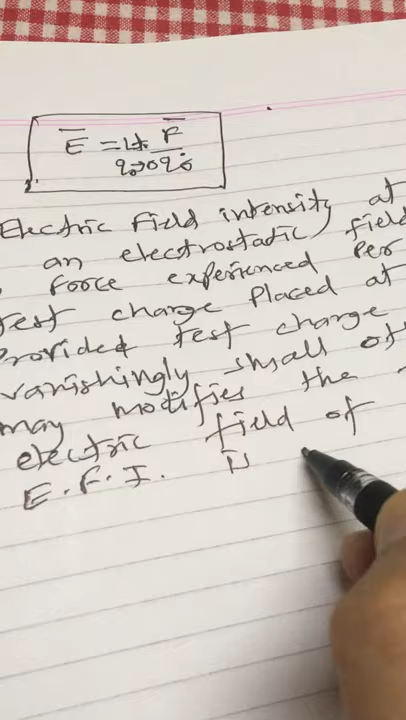 E̅ = Lt F̅
q₀→0 q₀
Electric Field intensity at
an electrostatic field
Force experienced Per
test charge Placed at
Provided test charge
vanishingly small ot
may modifies the
electric field of
E.F.I. is